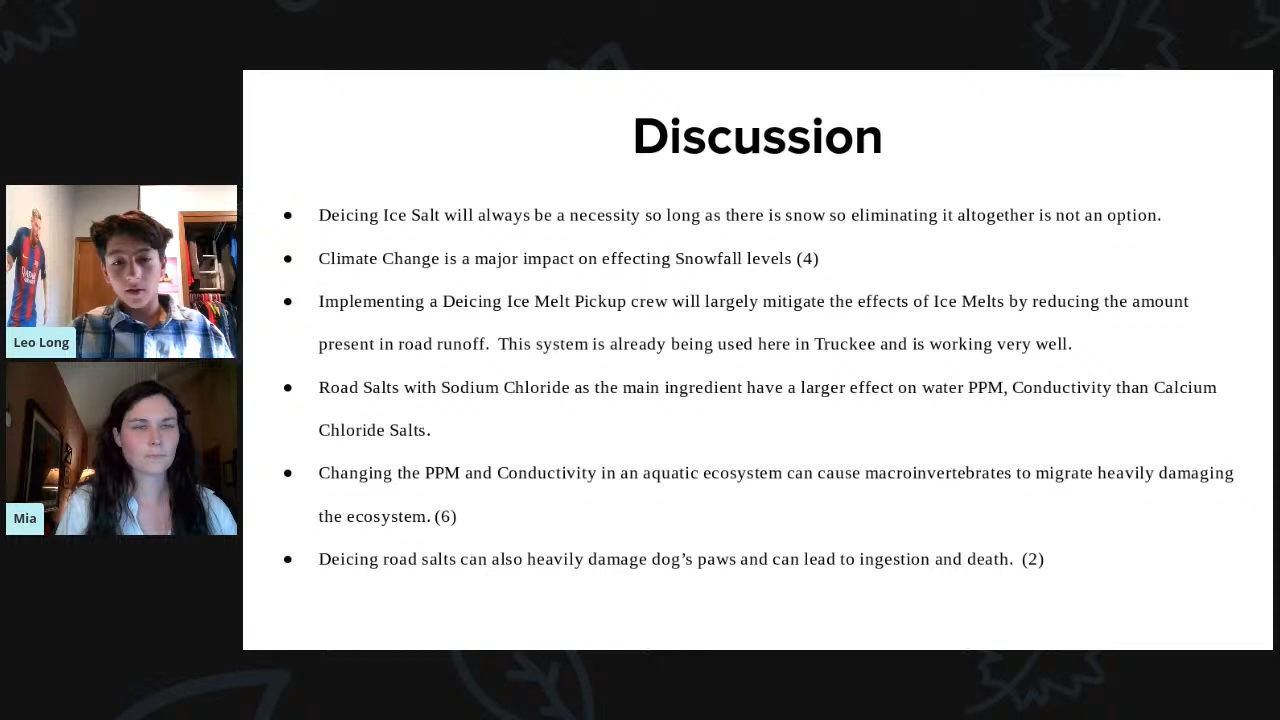 Discussion
● Deicing Ice Salt will always be a necessity so long as there is snow so eliminating it altogether is not an option.
● Climate Change is a major impact on effecting Snowfall levels (4)
● Implementing a Deicing Ice Melt Pickup crew will largely mitigate the effects of Ice Melts by reducing the amount
present in road runoff.  This system is already being used here in Truckee and is working very well.
● Road Salts with Sodium Chloride as the main ingredient have a larger effect on water PPM, Conductivity than Calcium
Chloride Salts.
● Changing the PPM and Conductivity in an aquatic ecosystem can cause macroinvertebrates to migrate heavily damaging
the ecosystem. (6)
● Deicing road salts can also heavily damage dog’s paws and can lead to ingestion and death.  (2)
Leo Long
Mia